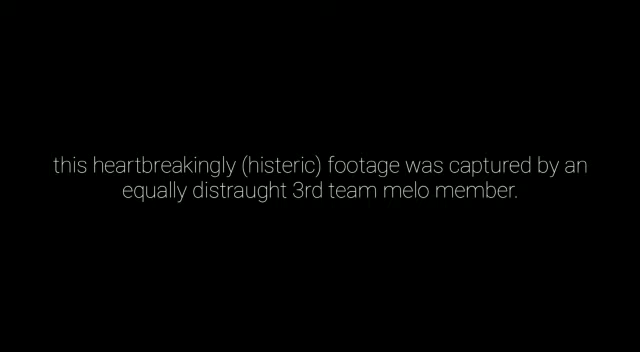 this heartbreakingly (histeric) footage was captured by an
equally distraught 3rd team melo member.